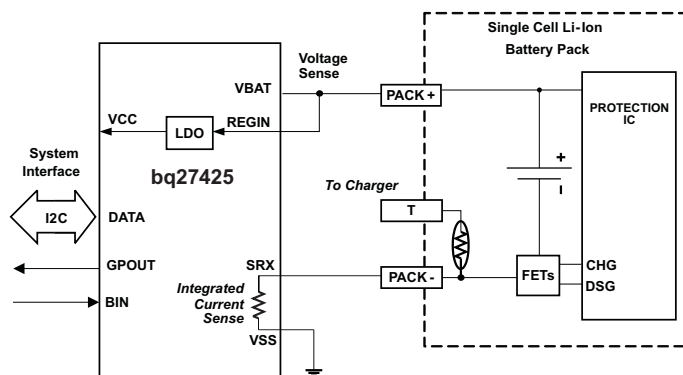 Single Cell Li-Ion
Battery Pack
Voltage
Sense
VBAT
PACK +
PROTECTION
IC
VCC
LDO
REGIN
System
Interface
bq27425
+
To Charger
I2C
DATA
T
–
GPOUT
SRX
PACK -
FETs
CHG
DSG
BIN
Integrated
Current
Sense
VSS